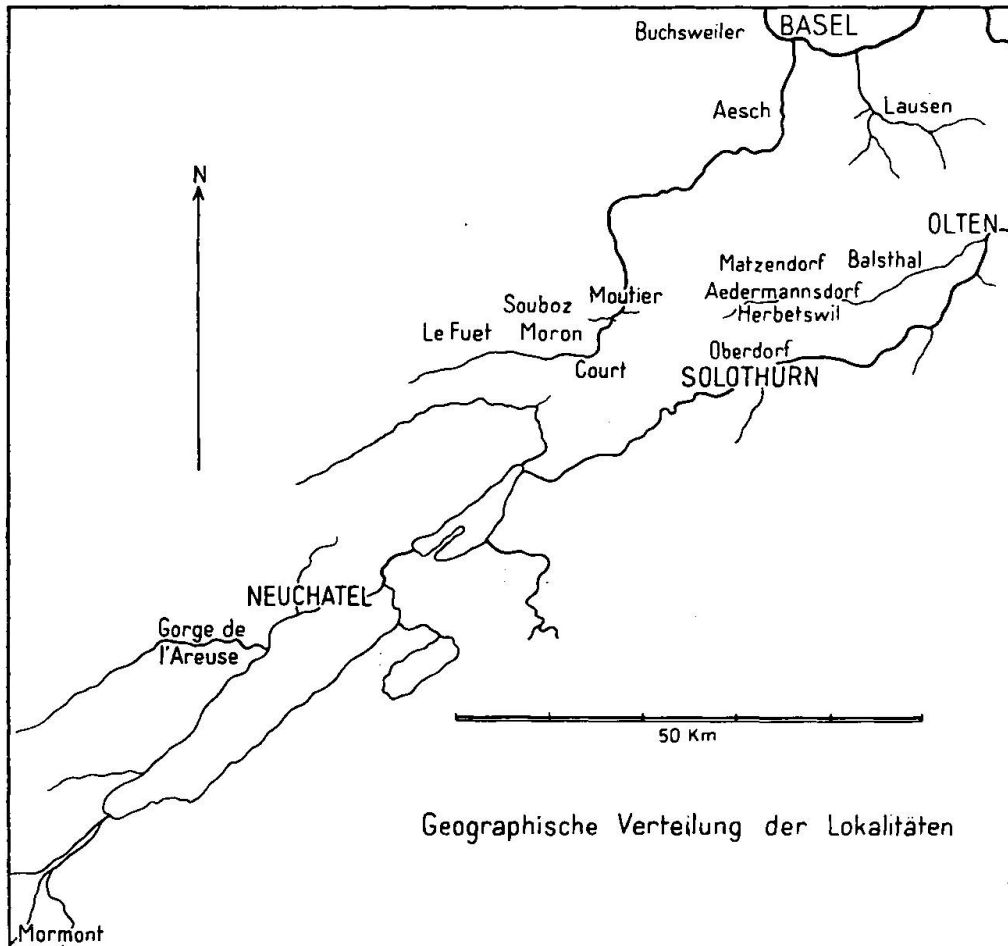 Buchsweiler
BASEL
Aesch
Lausen
N
OLTEN
Matzendorf
Balsthal
Aedermannsdorf
Herbetswil
Moutier
Souboz
Le Fuet
Moron
Court
Oberdorf
SOLOTHURN
NEUCHATEL
Gorge de
l'Areuse
50 Km
Geographische Verteilung der Lokalitäten
Mormont